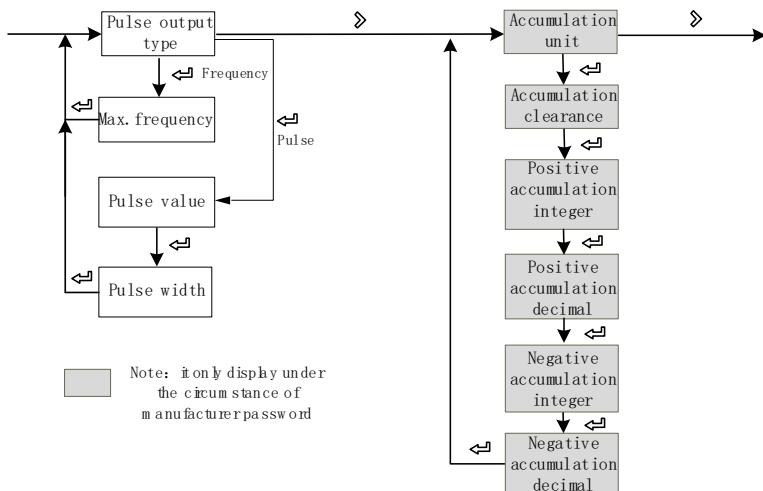 Pulse output
type
Frequency
Max. frequency
Pulse
Pulse value
Pulse width
Note: it only display under
the circumstance of
manufacturer password
Accumulation
unit
Accumulation
clearance
Positive
accumulation
integer
Positive
accumulation
decimal
Negative
accumulation
integer
Negative
accumulation
decimal